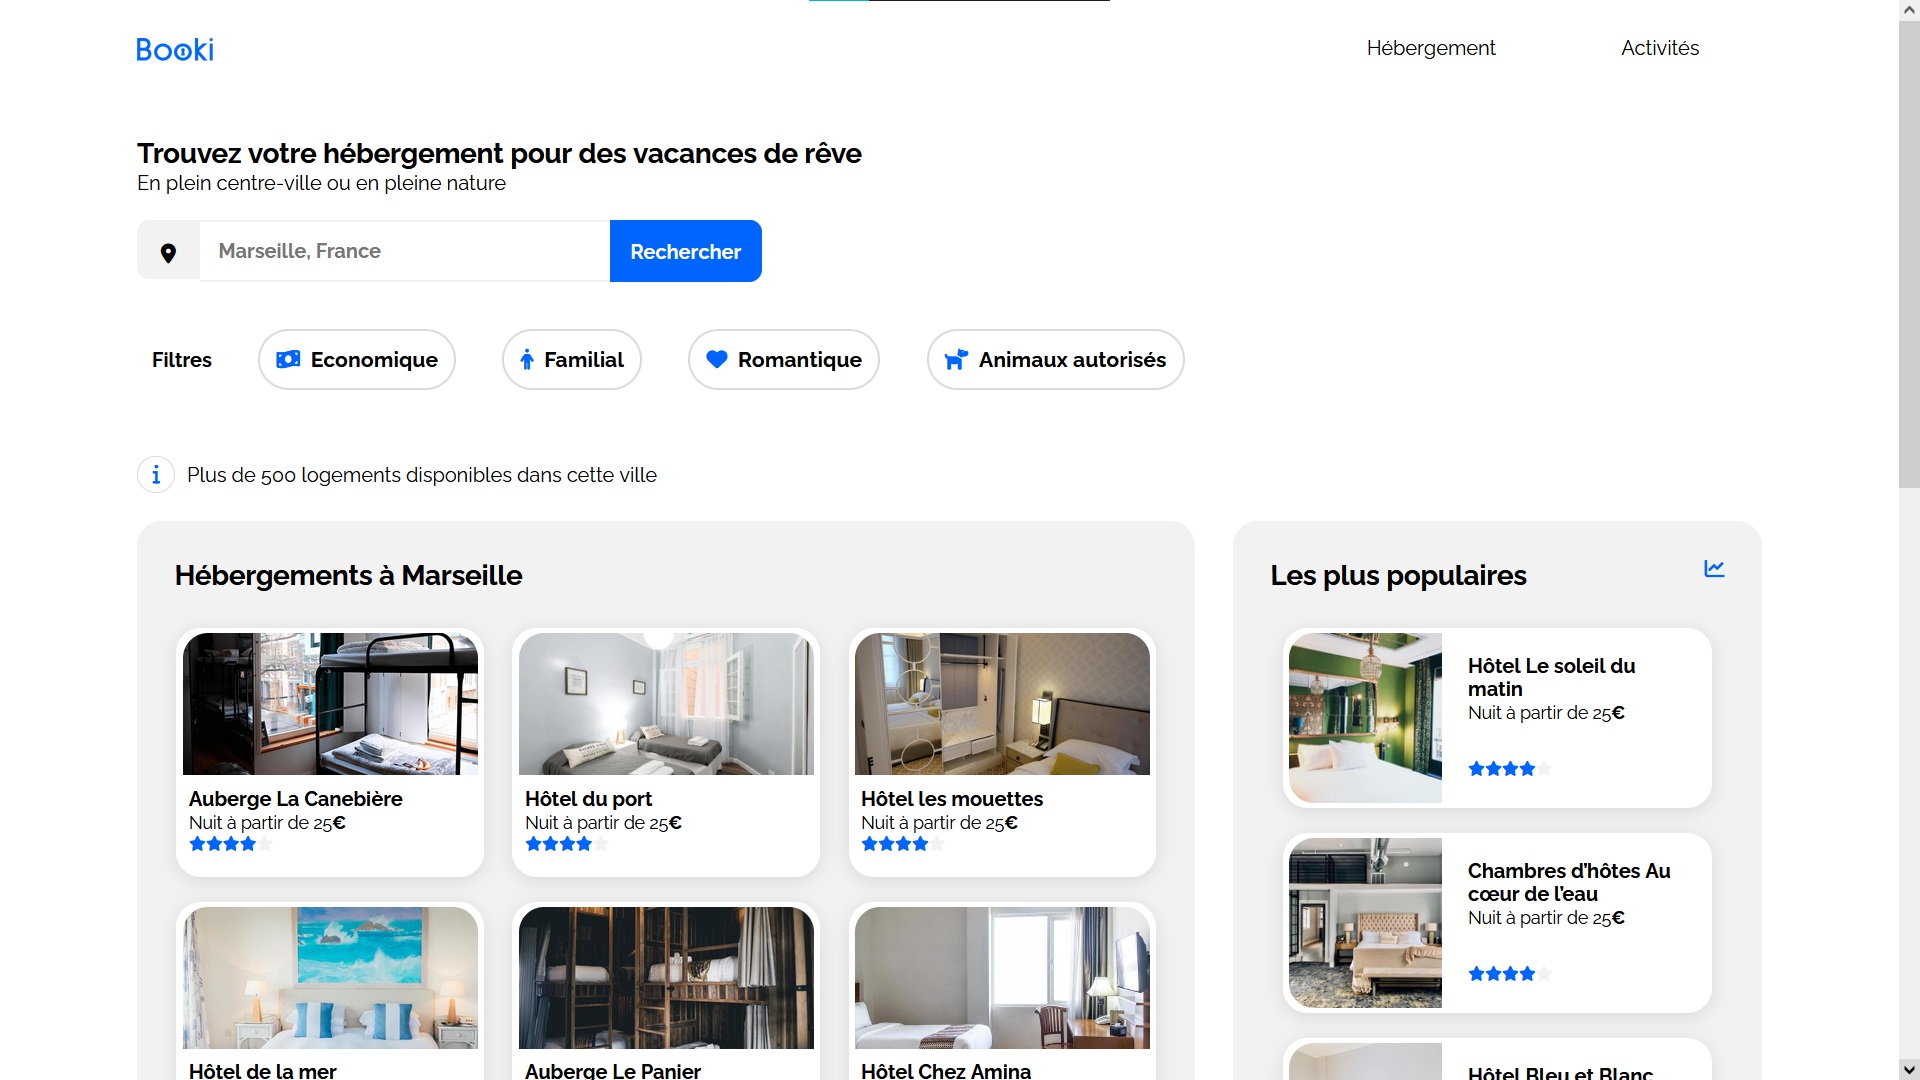 Booki
Hébergement
Activités
Trouvez votre hébergement pour des vacances de rêve
En plein centre-ville ou en pleine nature
Marseille, France
Rechercher
Filtres
Economique
Familial
Romantique
Animaux autorisés
Plus de 500 logements disponibles dans cette ville
Hébergements à Marseille
Auberge La Canebière
Nuit à partir de 25€
Hôtel du port
Nuit à partir de 25€
Hôtel les mouettes
Nuit à partir de 25€
Hôtel de la mer
Auberge Le Panier
Hôtel Chez Amina
Les plus populaires
Hôtel Le soleil du
matin
Nuit à partir de 25€
Chambres d'hôtes Au
cœur de l'eau
Nuit à partir de 25€
Hôtel Bleu et Blanc